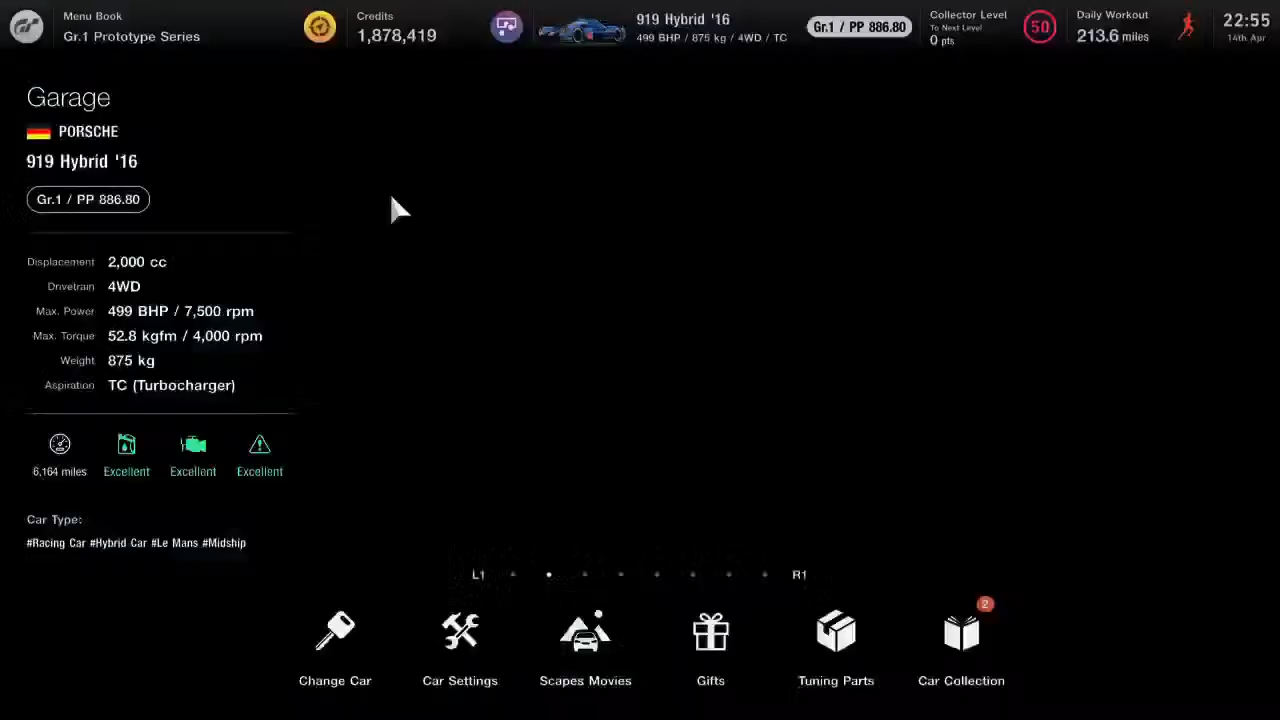 Menu Book
Gr.1 Prototype Series
Credits
1,878,419
919 Hybrid '16
499 BHP / 875 kg / 4WD / TC
Gr.1 / PP 886.80
Collector Level
To Next Level
0 pts
50
Daily Workout
213.6 miles
22:55
14th Apr
Garage
PORSCHE
919 Hybrid '16
Gr.1 / PP 886.80
Displacement 2,000 cc
Drivetrain 4WD
Max. Power 499 BHP / 7,500 rpm
Max. Torque 52.8 kgfm / 4,000 rpm
Weight 875 kg
Aspiration TC (Turbocharger)
6,164 miles Excellent Excellent Excellent
Car Type:
#Racing Car #Hybrid Car #Le Mans #Midship
L1 R1
2
Change Car Car Settings Scapes Movies Gifts Tuning Parts Car Collection